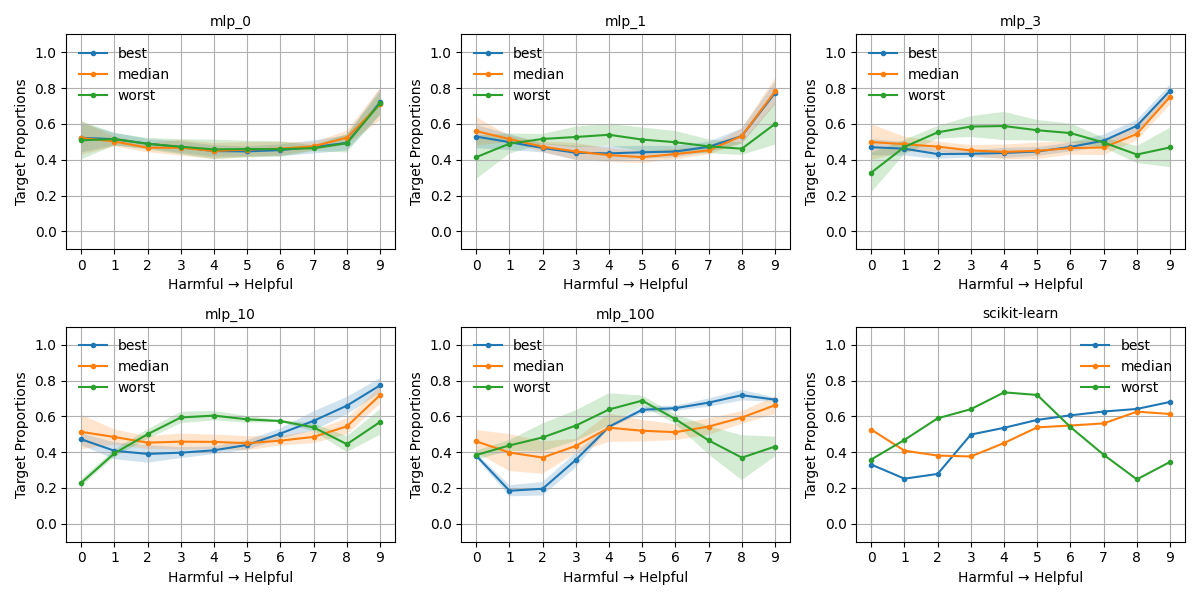 mlp_0
Target Proportions
1.0
0.8
0.6
0.4
0.2
0.0
best
median
worst
0 1 2 3 4 5 6 7 8 9
Harmful → Helpful
mlp_1
Target Proportions
1.0
0.8
0.6
0.4
0.2
0.0
best
median
worst
0 1 2 3 4 5 6 7 8 9
Harmful → Helpful
mlp_3
Target Proportions
1.0
0.8
0.6
0.4
0.2
0.0
best
median
worst
0 1 2 3 4 5 6 7 8 9
Harmful → Helpful
mlp_10
Target Proportions
1.0
0.8
0.6
0.4
0.2
0.0
best
median
worst
0 1 2 3 4 5 6 7 8 9
Harmful → Helpful
mlp_100
Target Proportions
1.0
0.8
0.6
0.4
0.2
0.0
best
median
worst
0 1 2 3 4 5 6 7 8 9
Harmful → Helpful
scikit-learn
Target Proportions
1.0
0.8
0.6
0.4
0.2
0.0
best
median
worst
0 1 2 3 4 5 6 7 8 9
Harmful → Helpful